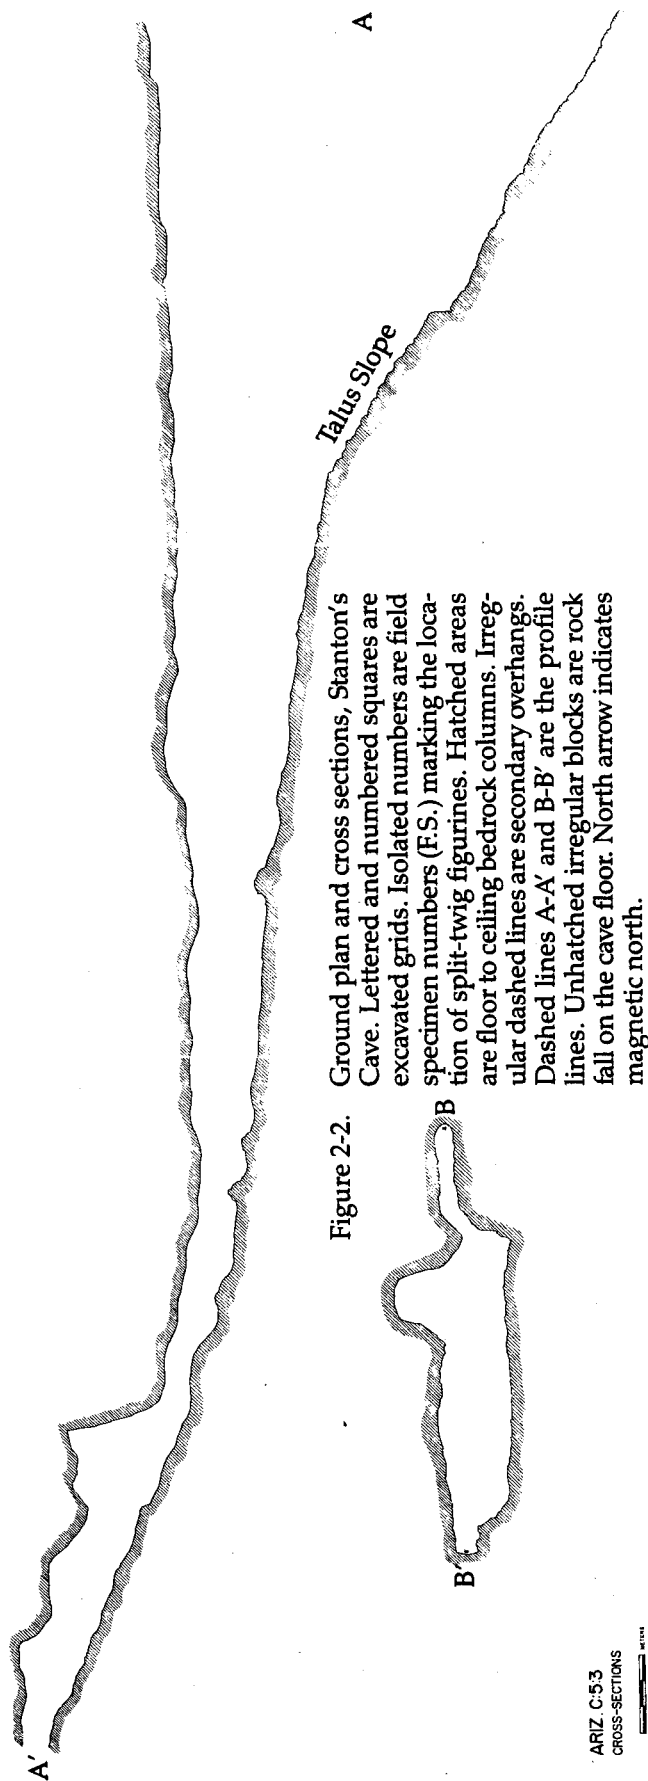 A
Talus Slope
Figure 2-2. Ground plan and cross sections, Stanton's
Cave. Lettered and numbered squares are
excavated grids. Isolated numbers are field
specimen numbers (F.S.) marking the loca-
tion of split-twig figurines. Hatched areas
are floor to ceiling bedrock columns. Irreg-
ular dashed lines are secondary overhangs.
Dashed lines A-A' and B-B' are the profile
lines. Unhatched irregular blocks are rock
fall on the cave floor. North arrow indicates
magnetic north.
B
B'
A'
ARIZ. C:5:3
CROSS-SECTIONS
METERS